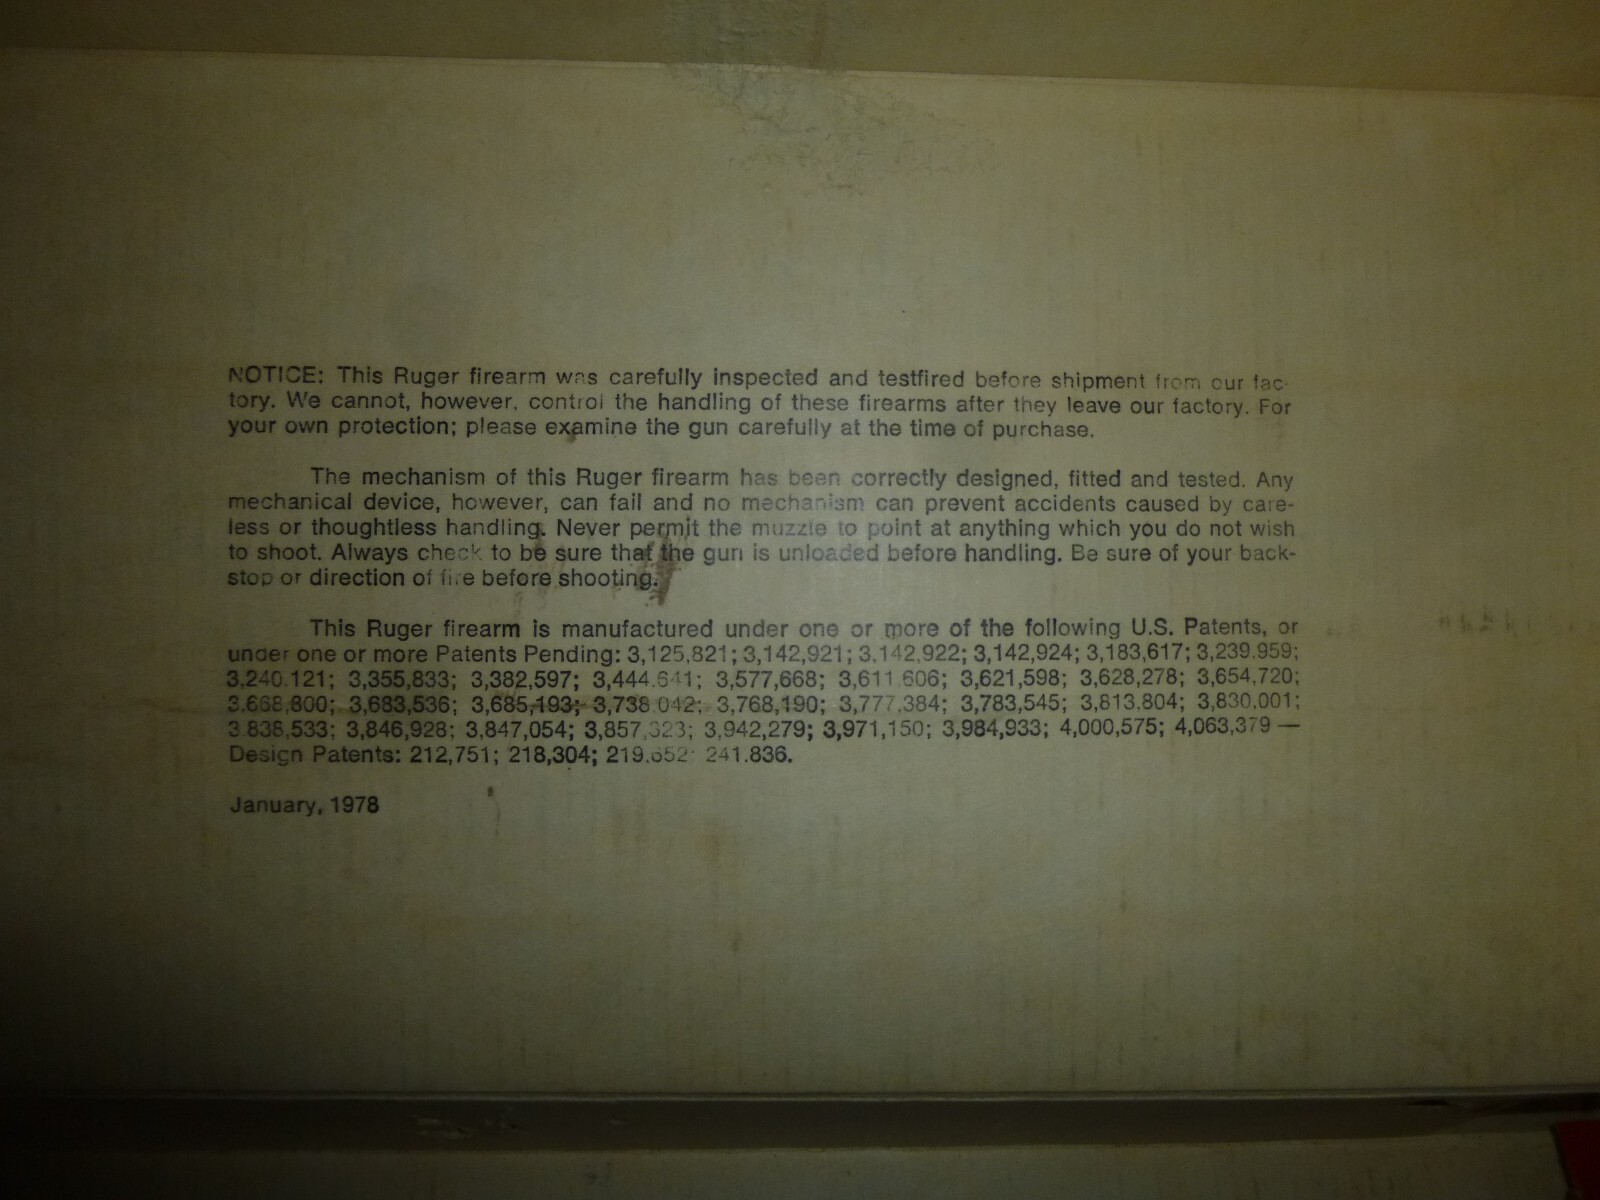 NOTICE: This Ruger firearm was carefully inspected and testfired before shipment from our fac-
tory. We cannot, however, control the handling of these firearms after they leave our factory. For
your own protection; please examine the gun carefully at the time of purchase.
The mechanism of this Ruger firearm has been correctly designed, fitted and tested. Any
mechanical device, however, can fail and no mechanism can prevent accidents caused by care-
less or thoughtless handling. Never permit the muzzle to point at anything which you do not wish
to shoot. Always check to be sure that the gun is unloaded before handling. Be sure of your back-
stop or direction of fire before shooting.
This Ruger firearm is manufactured under one or more of the following U.S. Patents, or
under one or more Patents Pending: 3,125,821; 3,142,921; 3,142,922; 3,142,924; 3,183,617; 3,239,959;
3,240,121; 3,355,833; 3,382,597; 3,444,641; 3,577,668; 3,611,606; 3,621,598; 3,628,278; 3,654,720;
3,668,800; 3,683,536; 3,685,193; 3,738,042; 3,768,190; 3,777,384; 3,783,545; 3,813,804; 3,830,001;
3,838,533; 3,846,928; 3,847,054; 3,857,323; 3,942,279; 3,971,150; 3,984,933; 4,000,575; 4,063,379 —
Design Patents: 212,751; 218,304; 219,652; 241.836.
January, 1978